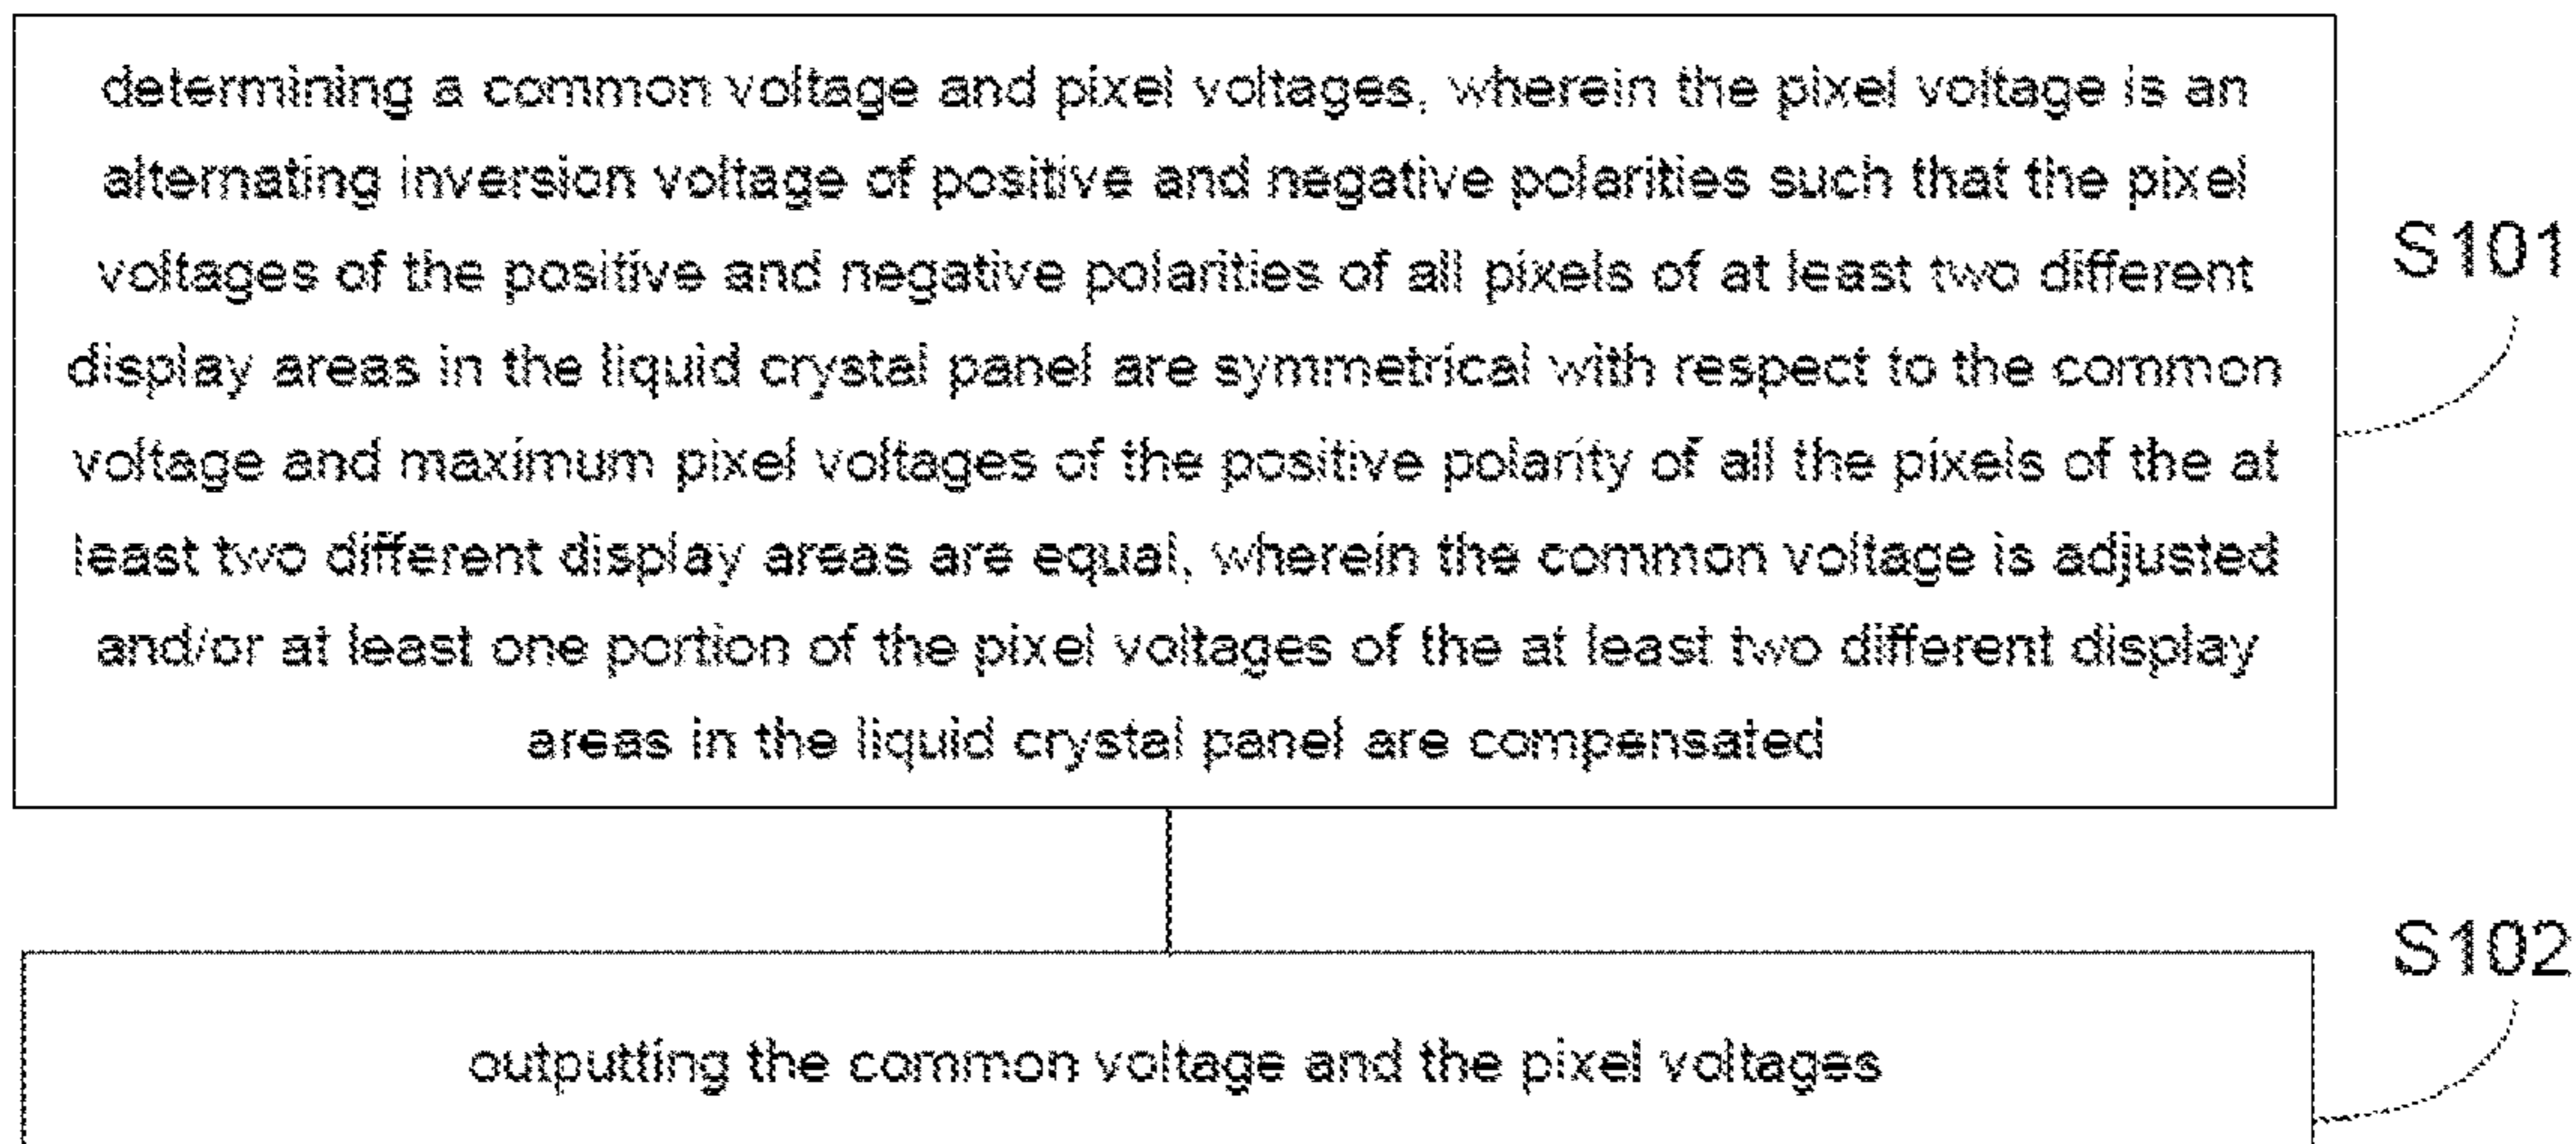 determining a common voltage and pixel voltages, wherein the pixel voltage is an
alternating inversion voltage of positive and negative polarities such that the pixel
voltages of the positive and negative polarities of all pixels of at least two different
S101
display areas in the liquid crystal panel are symmetrical with respect to the common
voltage and maximum pixel voltages of the positive polarity of all the pixels of the at
least two different display areas are equal, wherein the common voltage is adjusted
and/or at least one portion of the pixel voltages of the at least two different display
areas in the liquid crystal panel are compensated
S102
outputting the common voltage and the pixel voltages